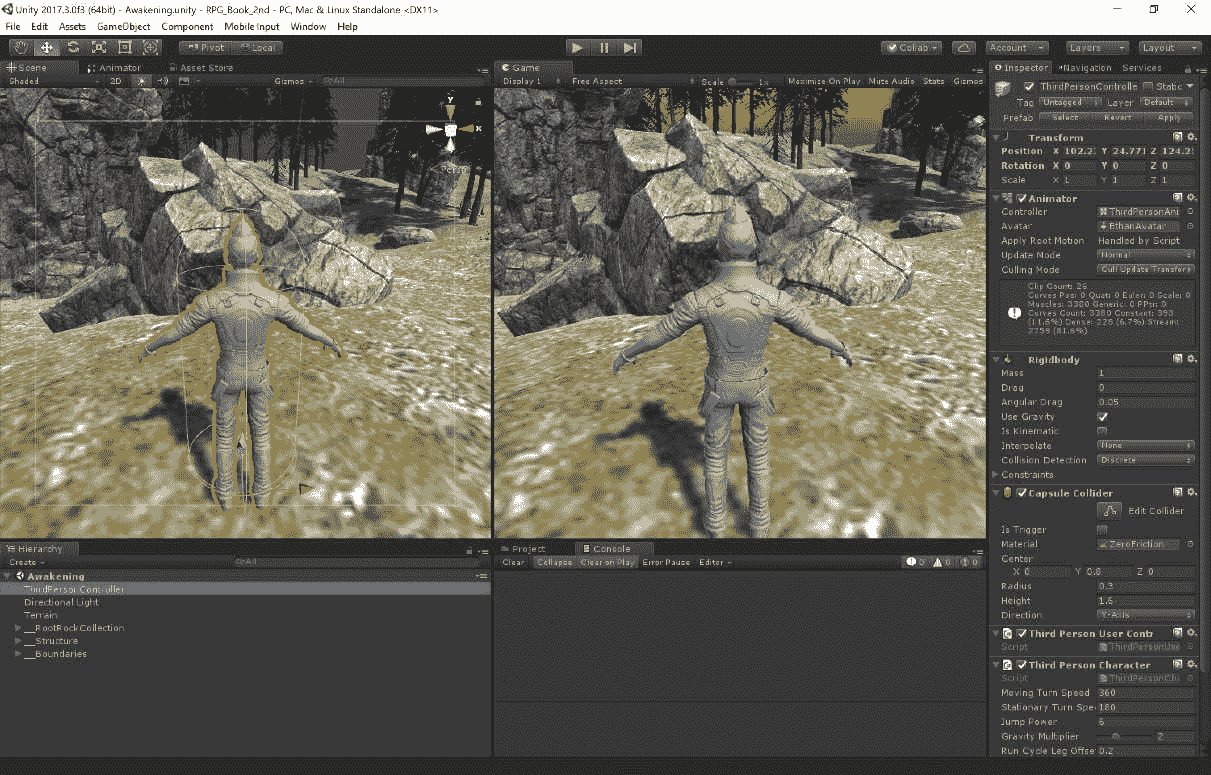 Unity 2017.3.0f3 (64bit) - Awakening.unity - RPG_Book_2nd - PC, Mac & Linux Standalone <DX11>
File Edit Assets GameObject Component Mobile Input Window Help
Pivot Local Collab Account Layers Layout
Scene Animator Asset Store
Shaded 2D Gizmos All
Game
Display 1 Free Aspect Scale 1x Maximize On Play Mute Audio Stats Gizmos
Y
X
Persp
Inspector Navigation Services
ThirdPersonControlle Static
Tag Untagged Layer Default
Prefab Select Revert Apply
Transform
Position X 102.2 Y 24.771 Z 124.2
Rotation X 0 Y 0 Z 0
Scale X 1 Y 1 Z 1
Animator
Controller ThirdPersonAni
Avatar EthanAvatar
Apply Root Motion Handled by Script
Update Mode Normal
Culling Mode Cull Update Transform
Clip Count: 26
Curves Pos: 0 Quat: 0 Euler: 0 Scale: 0
Muscles: 3380 Generic: 0 PPtr: 0
Curves Count: 3380 Constant: 393
(11.6%) Dense: 228 (6.7%) Stream:
2759 (81.6%)
Rigidbody
Mass 1
Drag 0
Angular Drag 0.05
Use Gravity
Is Kinematic
Interpolate None
Collision Detection Discrete
Constraints
Capsule Collider
Edit Collider
Is Trigger
Material ZeroFriction
Center
X 0 Y 0.8 Z 0
Radius 0.3
Height 1.6
Direction Y-Axis
Third Person User Contr
Script ThirdPersonUse
Third Person Character
Script ThirdPersonCha
Moving Turn Speed 360
Stationary Turn Spe 180
Jump Power 6
Gravity Multiplier 2
Run Cycle Leg Offse 0.2
Hierarchy
Create All
Awakening
ThirdPersonController
Directional Light
Terrain
__RootRockCollection
__Structure
__Boundaries
Project Console
Clear Collapse Clear on Play Error Pause Editor 0 0 0